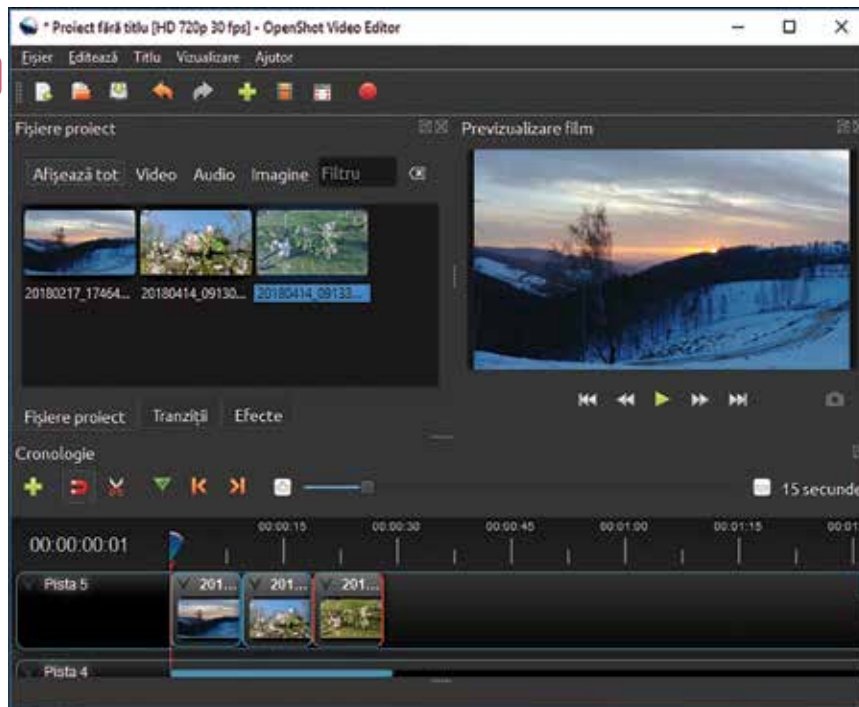 * Proiect fără titlu [HD 720p 30 fps] - OpenShot Video Editor
Fișier Editează Titlu Vizualizare Ajutor
Fișiere proiect
Previzualizare film
Afișează tot Video Audio Imagine Filtru
20180217_17464... 20180414_09130... 20180414_09133...
Fișiere proiect Tranziții Efecte
Cronologie
15 secunde
00:00:15 00:00:30 00:00:45 00:01:00 00:01:15 00:01
00:00:00:01
Pista 5 201... 201... 201...
Pista 4